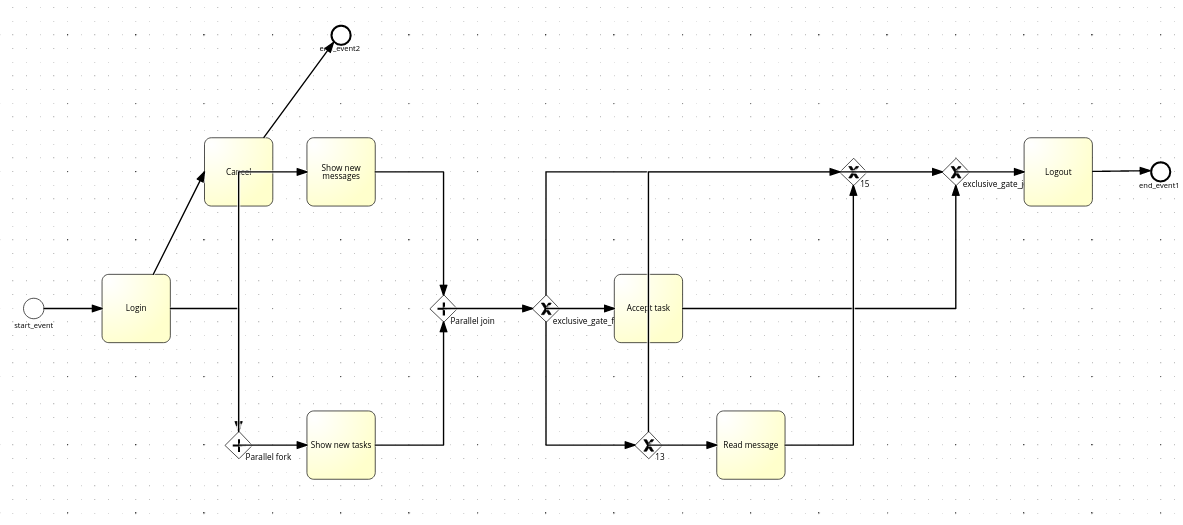 end_event2
Cancel
Show new
messages
15
exclusive_gate_j
Logout
end_event1
Login
start_event
Parallel join
exclusive_gate_f
Accept task
Parallel fork
Show new tasks
13
Read message